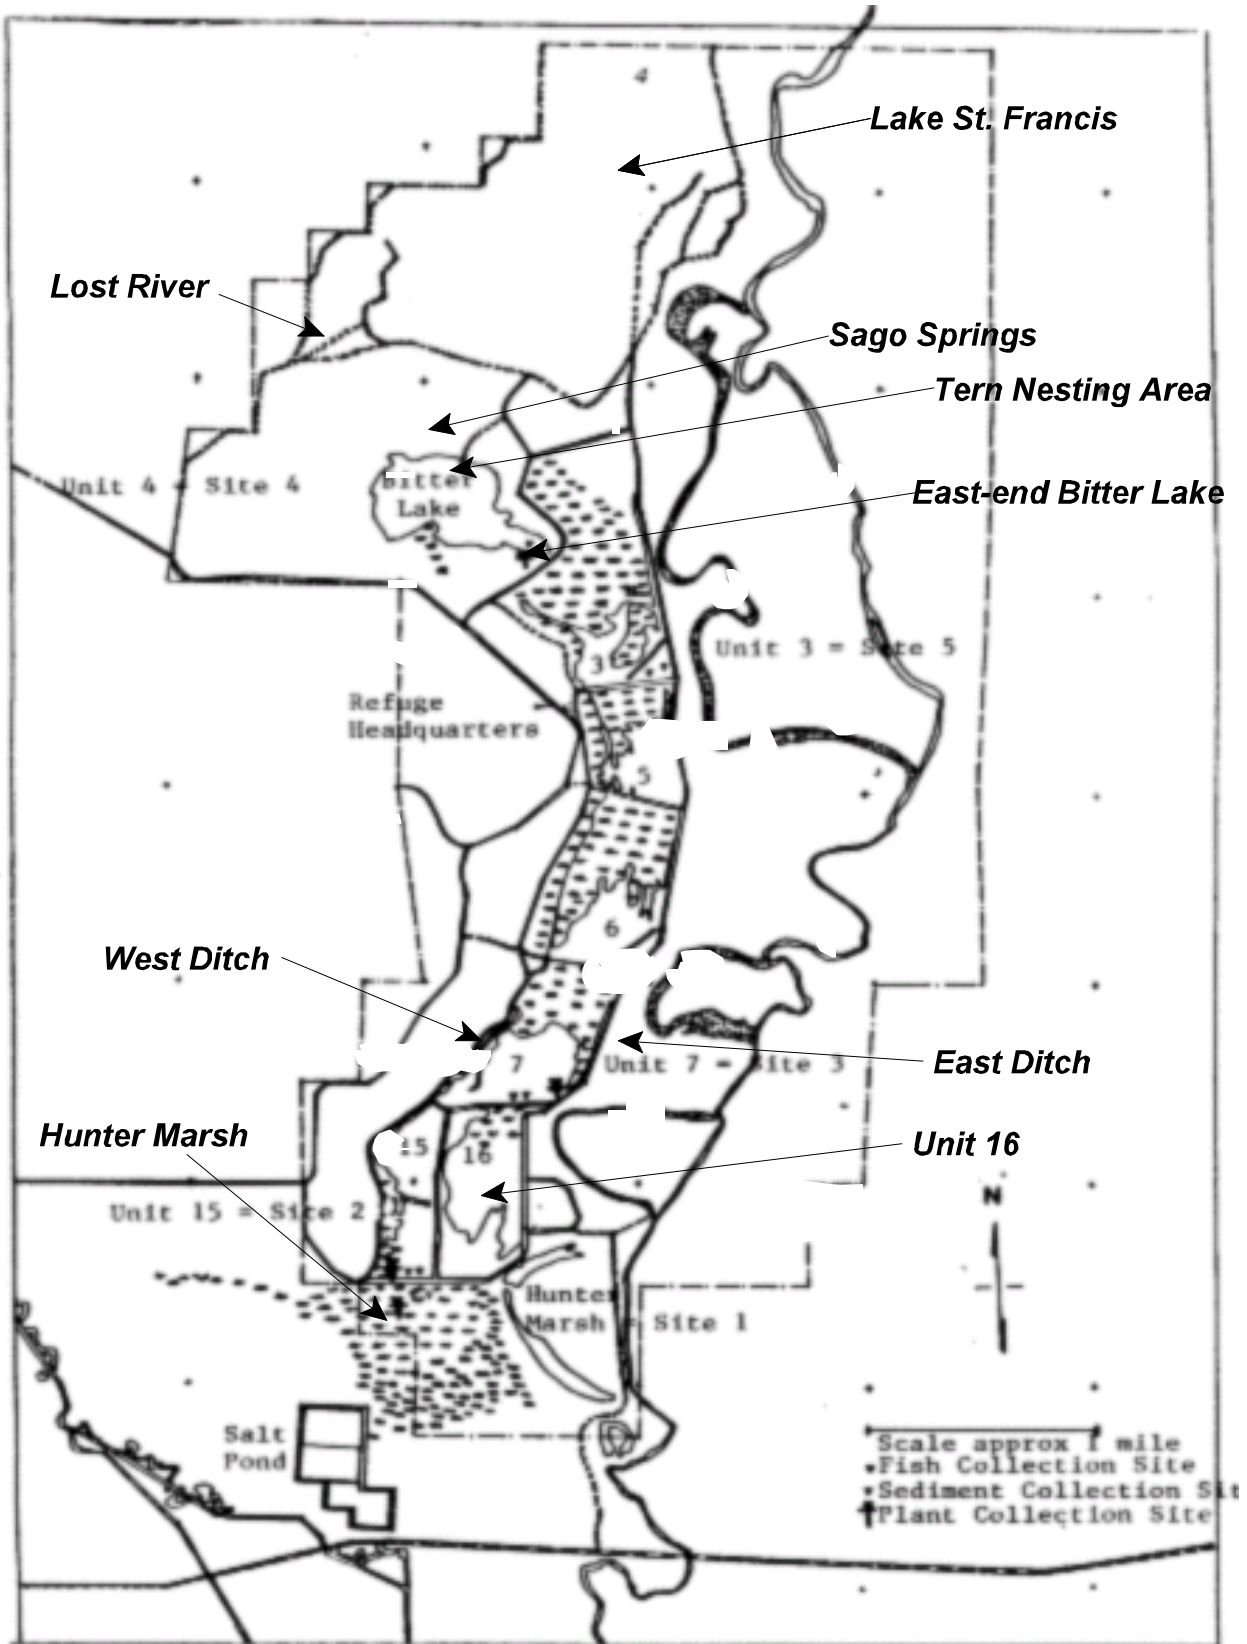 4
Lake St. Francis
Lost River
Sago Springs
Tern Nesting Area
Unit 4 = Site 4
Bitter
Lake
East-end Bitter Lake
Unit 3 = Site 5
3
Refuge
Headquarters
5
6
West Ditch
7
Unit 7 = Site 3
East Ditch
Hunter Marsh
15
16
Unit 16
N
Unit 15 = Site 2
Hunter
Marsh = Site 1
Salt
Pond
Scale approx 1 mile
Fish Collection Site
Sediment Collection Sit
Plant Collection Site